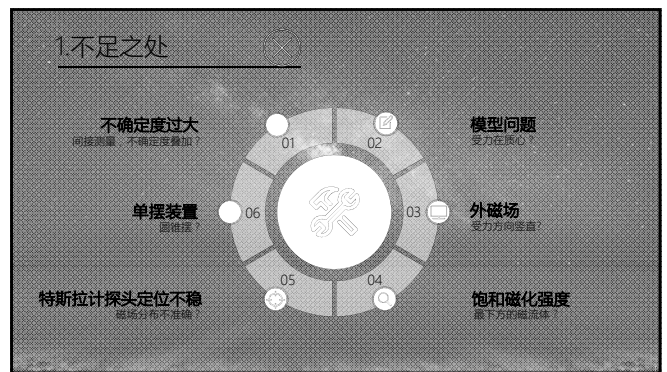 1.不足之处
不确定度过大
间接测量，不确定度叠加？
01
02
模型问题
受力在质心？
单摆装置
圆锥摆？
06
03
外磁场
受力方向竖直?
特斯拉计探头定位不稳
磁场分布不准确？
05
04
饱和磁化强度
最下方的磁流体？